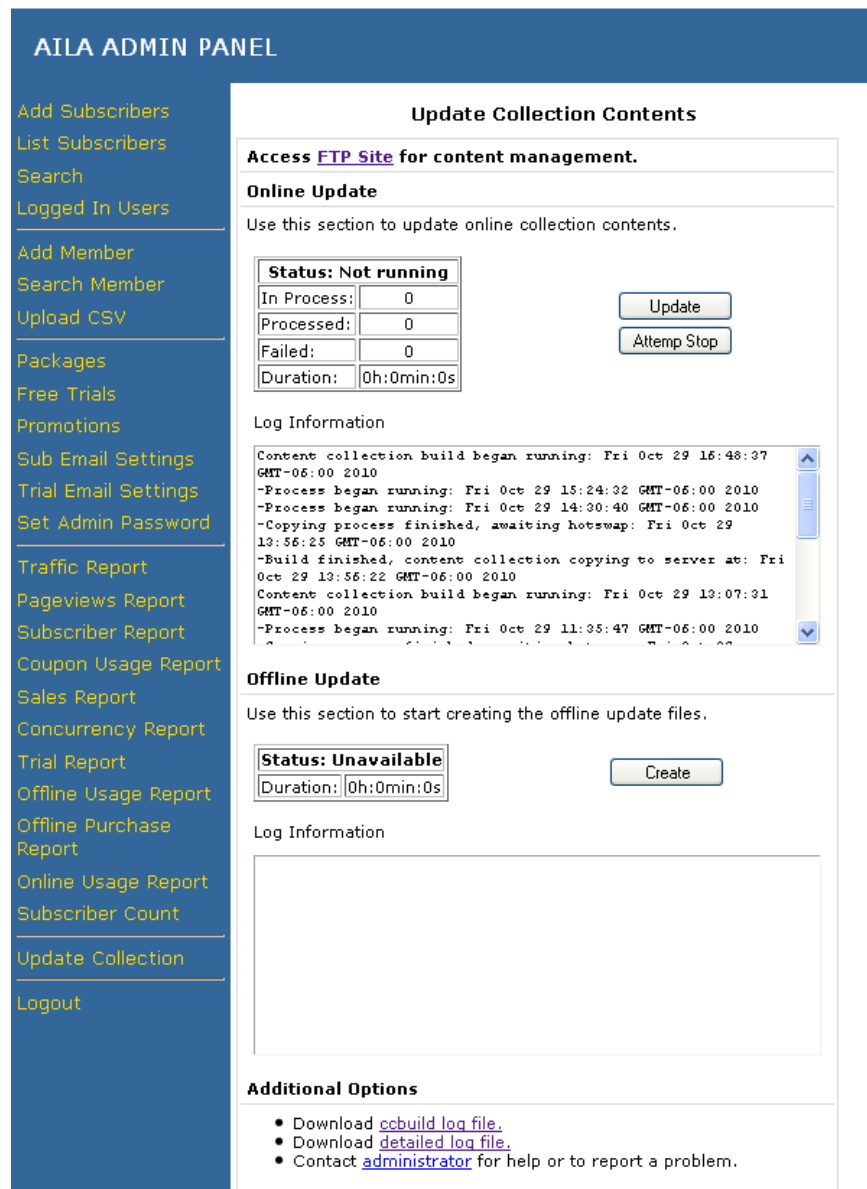 AILA ADMIN PANEL
Add Subscribers
List Subscribers
Search
Logged In Users
Add Member
Search Member
Upload CSV
Packages
Free Trials
Promotions
Sub Email Settings
Trial Email Settings
Set Admin Password
Traffic Report
Pageviews Report
Subscriber Report
Coupon Usage Report
Sales Report
Concurrency Report
Trial Report
Offline Usage Report
Offline Purchase
Report
Online Usage Report
Subscriber Count
Update Collection
Logout
Update Collection Contents
Access FTP Site for content management.
Online Update
Use this section to update online collection contents.
Status: Not running
In Process: 0
Processed: 0
Failed: 0
Duration: 0h:0min:0s
Update
Attemp Stop
Log Information
Content collection build began running: Fri Oct 29 16:48:37
GMT-06:00 2010
-Process began running: Fri Oct 29 15:24:32 GMT-06:00 2010
-Process began running: Fri Oct 29 14:30:40 GMT-06:00 2010
-Copying process finished, awaiting hotswap: Fri Oct 29
13:56:25 GMT-06:00 2010
-Build finished, content collection copying to server at: Fri
Oct 29 13:56:22 GMT-06:00 2010
Content collection build began running: Fri Oct 29 13:07:31
GMT-06:00 2010
-Process began running: Fri Oct 29 11:35:47 GMT-06:00 2010
Offline Update
Use this section to start creating the offline update files.
Status: Unavailable
Duration: 0h:0min:0s
Create
Log Information
Additional Options
• Download ccbuild log file.
• Download detailed log file.
• Contact administrator for help or to report a problem.